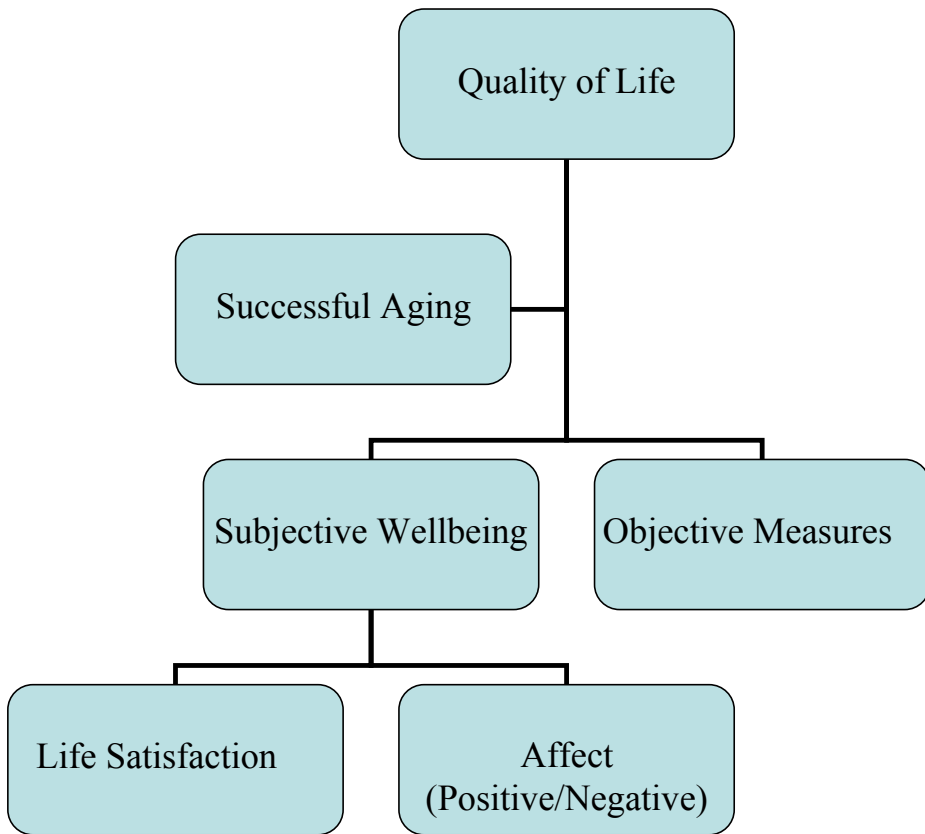 Quality of Life
Successful Aging
Subjective Wellbeing
Objective Measures
Life Satisfaction
Affect
(Positive/Negative)